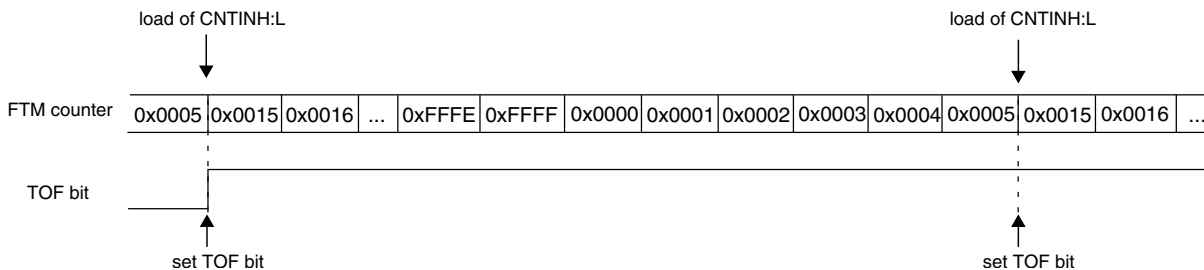 load of CNTINH:L load of CNTINH:L
FTM counter 0x0005 0x0015 0x0016 ... 0xFFFE 0xFFFF 0x0000 0x0001 0x0002 0x0003 0x0004 0x0005 0x0015 0x0016 ...
TOF bit
set TOF bit set TOF bit